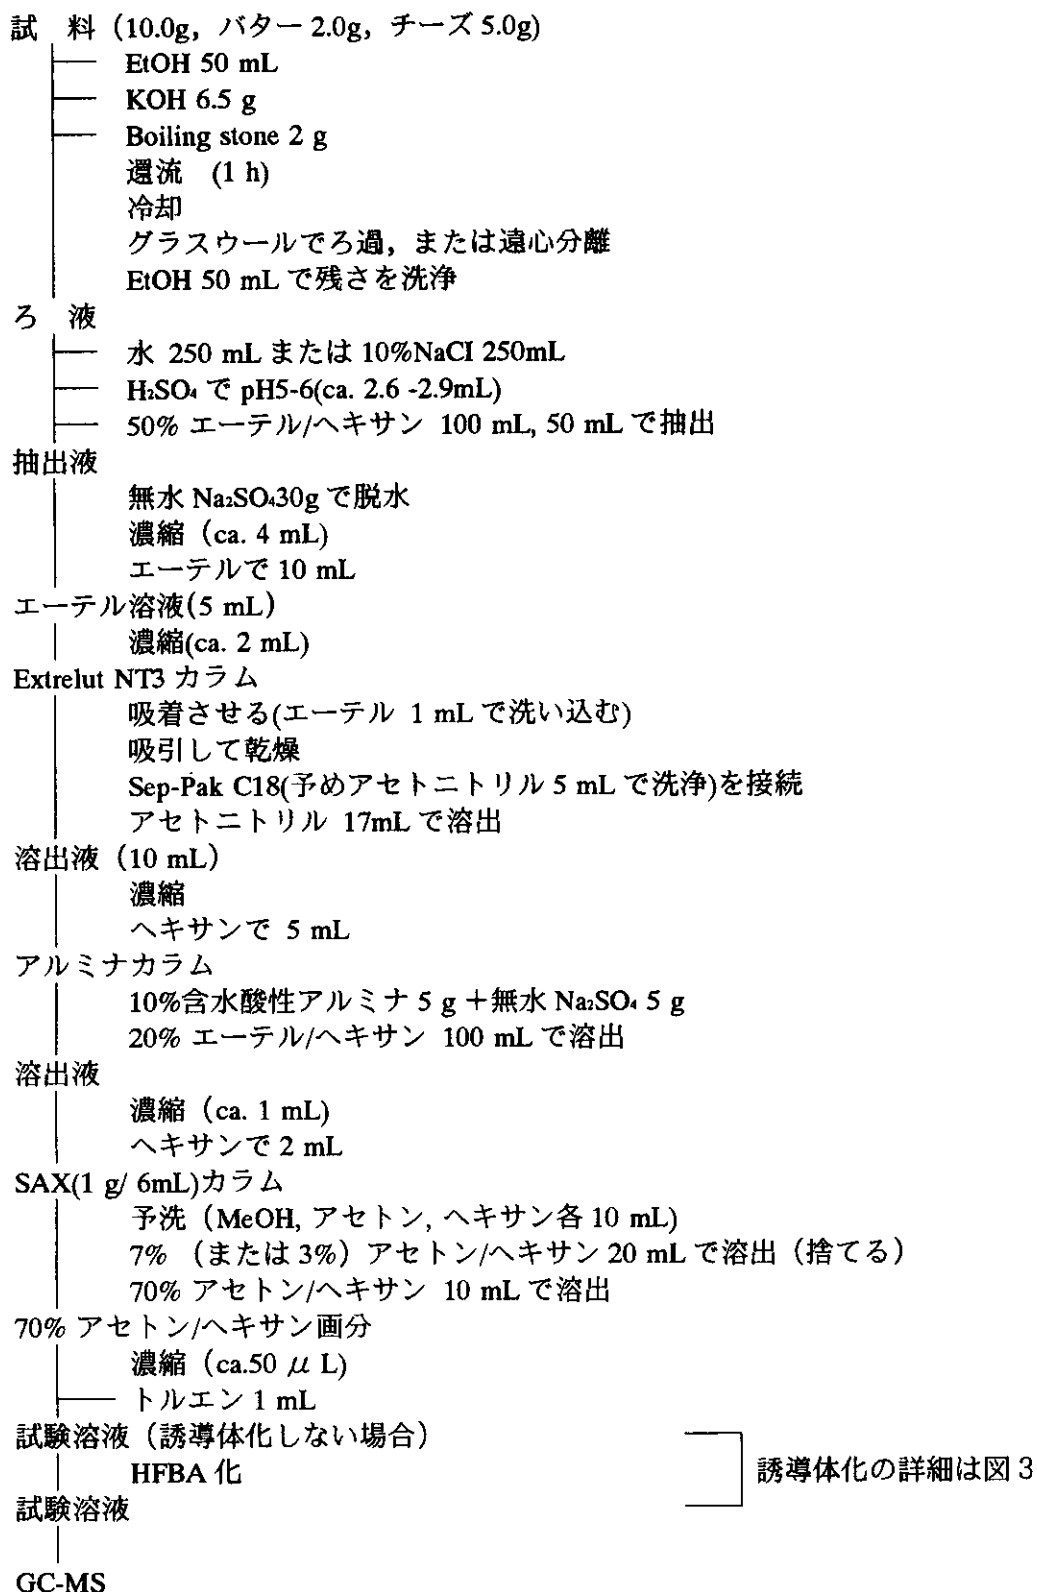 試　料（10.0g，バター 2.0g，チーズ 5.0g)
EtOH 50 mL
KOH 6.5 g
Boiling stone 2 g
還流　(1 h)
冷却
グラスウールでろ過，または遠心分離
EtOH 50 mL で残さを洗浄
ろ　液
水 250 mL または 10%NaCl 250mL
H₂SO₄ で pH5-6(ca. 2.6 -2.9mL)
50% エーテル/ヘキサン 100 mL, 50 mL で抽出
抽出液
無水 Na₂SO₄30g で脱水
濃縮（ca. 4 mL)
エーテルで 10 mL
エーテル溶液(5 mL)
濃縮(ca. 2 mL)
Extrelut NT3 カラム
吸着させる(エーテル 1 mL で洗い込む)
吸引して乾燥
Sep-Pak C18(予めアセトニトリル 5 mL で洗浄)を接続
アセトニトリル 17mL で溶出
溶出液（10 mL）
濃縮
ヘキサンで 5 mL
アルミナカラム
10%含水酸性アルミナ 5 g ＋無水 Na₂SO₄ 5 g
20% エーテル/ヘキサン 100 mL で溶出
溶出液
濃縮（ca. 1 mL)
ヘキサンで 2 mL
SAX(1 g/ 6mL)カラム
予洗（MeOH, アセトン, ヘキサン各 10 mL)
7% （または 3%）アセトン/ヘキサン 20 mL で溶出（捨てる）
70% アセトン/ヘキサン 10 mL で溶出
70% アセトン/ヘキサン画分
濃縮（ca.50 μ L)
トルエン 1 mL
試験溶液（誘導体化しない場合）
HFBA 化
誘導体化の詳細は図 3
試験溶液
GC-MS